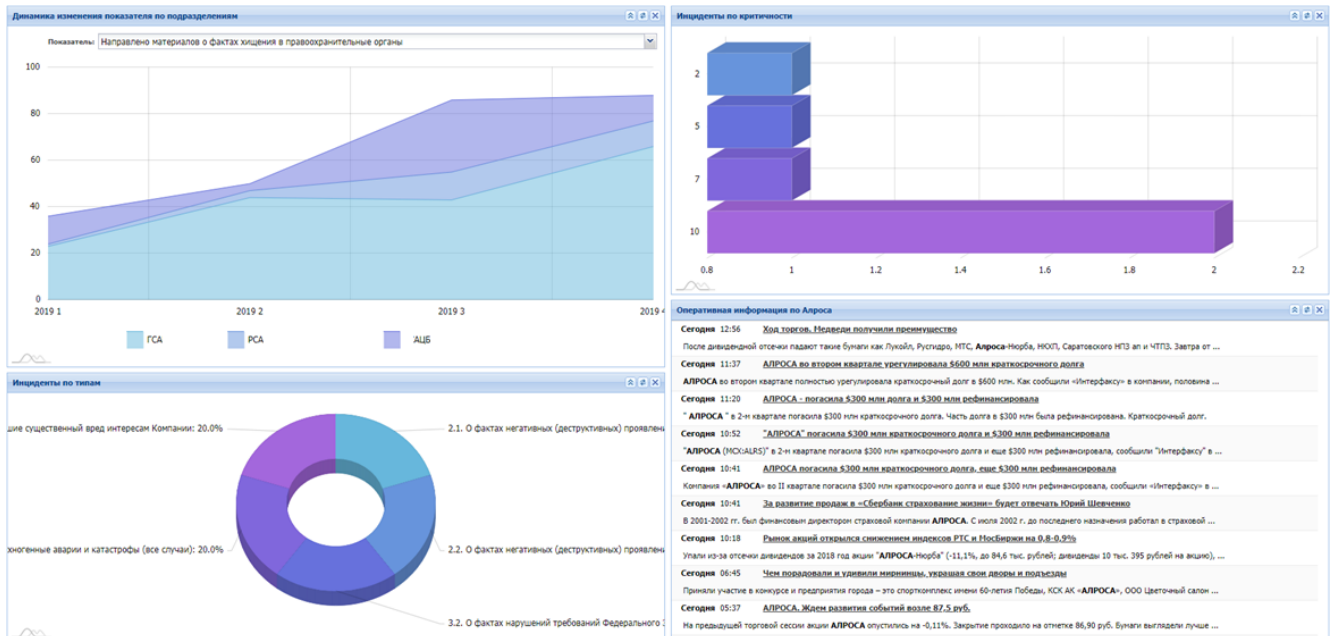 Динамика изменения показателя по подразделениям
Показатель: Направлено материалов о фактах хищения в правоохранительные органы
100
80
60
40
20
0
2019 1 2019 2 2019 3 2019 4
ГСА РСА АЦБ
Инциденты по типам
шие существенный вред интересам Компании: 20.0%
2.1. О фактах негативных (деструктивных) проявлени
хногенные аварии и катастрофы (все случаи): 20.0%
2.2. О фактах негативных (деструктивных) проявлени
3.2. О фактах нарушений требований Федерального З
Инциденты по критичности
2
5
7
10
0.8 1 1.2 1.4 1.6 1.8 2 2.2
Оперативная информация по Алроса
Сегодня 12:56 Ход торгов. Медведи получили преимущество
После дивидендной отсечки падают такие бумаги как Лукойл, Русгидро, МТС, Алроса-Нюрба, НКХП, Саратовского НПЗ ап и ЧТПЗ. Завтра от ...
Сегодня 11:37 АЛРОСА во втором квартале урегулировала $600 млн краткосрочного долга
АЛРОСА во втором квартале полностью урегулировала краткосрочный долг в $600 млн. Как сообщили «Интерфаксу» в компании, половина ...
Сегодня 11:20 АЛРОСА - погасила $300 млн долга и $300 млн рефинансировала
" АЛРОСА " в 2-м квартале погасила $300 млн краткосрочного долга. Часть долга в $300 млн была рефинансирована. Краткосрочный долг.
Сегодня 10:52 "АЛРОСА" погасила $300 млн краткосрочного долга и $300 млн рефинансировала
"АЛРОСА (MCX:ALRS)" в 2-м квартале погасила $300 млн краткосрочного долга и еще $300 млн рефинансировала, сообщили "Интерфаксу" в ...
Сегодня 10:41 АЛРОСА погасила $300 млн краткосрочного долга, еще $300 млн рефинансировала
Компания «АЛРОСА» во II квартале погасила $300 млн краткосрочного долга и еще $300 млн рефинансировала, сообщили «Интерфаксу» в ...
Сегодня 10:41 За развитие продаж в «Сбербанк страхование жизни» будет отвечать Юрий Шевченко
В 2001-2002 гг. был финансовым директором страховой компании АЛРОСА. С июля 2002 г. до последнего назначения работал в страховой ...
Сегодня 10:18 Рынок акций открылся снижением индексов РТС и МосБиржи на 0,8-0,9%
Упали из-за отсечки дивидендов за 2018 год акции "АЛРОСА-Нюрба" (-11,1%, до 84,6 тыс. рублей; дивиденды 10 тыс. 395 рублей на акцию), ...
Сегодня 06:45 Чем порадовали и удивили мирнинцы, украшая свои дворы и подъезды
Приняли участие в конкурсе и предприятия города – это спорткомплекс имени 60-летия Победы, КСК АК «АЛРОСА», ООО Цветочный салон ...
Сегодня 05:37 АЛРОСА. Ждем развития событий возле 87,5 руб.
На предыдущей торговой сессии акции АЛРОСА опустились на -0,11%. Закрытие проходило на отметке 86,90 руб. Бумаги выглядели лучше ...